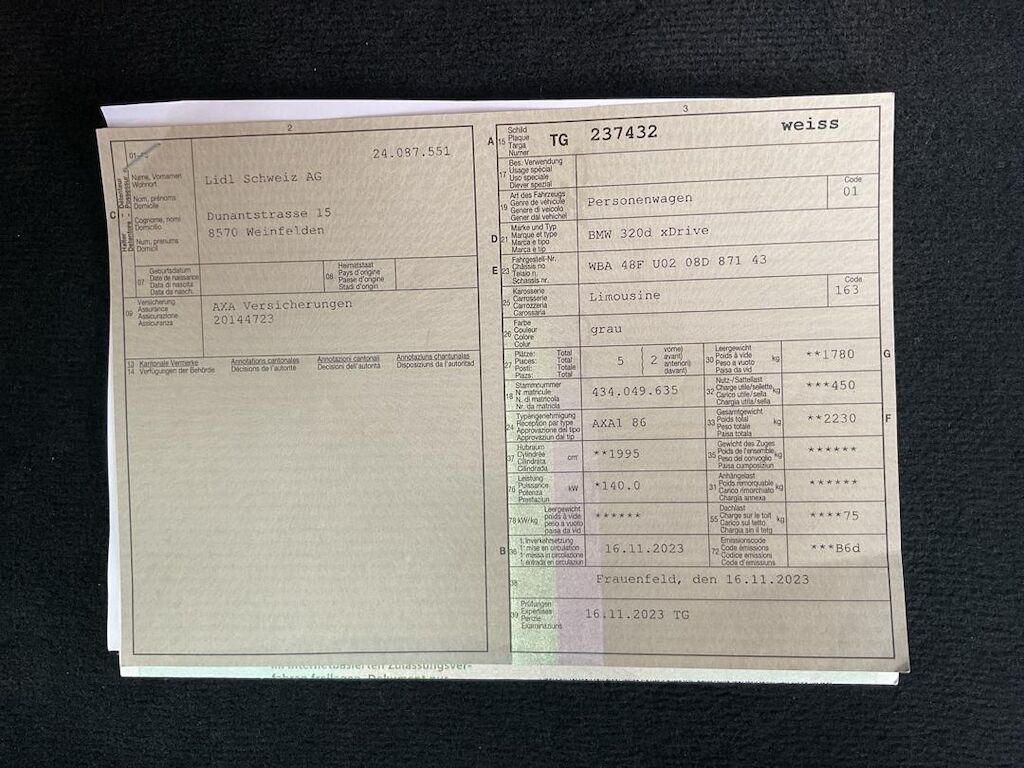 2
24.087.551
C
Name, Vornamen
Wohnort
Nom, prénoms
Domicile
Cognome, nomi
Domicilio
Num, prenums
Domicil
Lidl Schweiz AG
Dunantstrasse 15
8570 Weinfelden
07
Geburtsdatum
Date de naissance
Data di nascita
Data da nasch.
08
Heimatstaat
Pays d'origine
Paese d'origine
Stadi d'origin
09
Versicherung
Assurance
Assicurazione
Assicuranza
AXA Versicherungen
20144723
13 Kantonale Vermerke
14 Verfügungen der Behörde
Annotations cantonales
Décisions de l'autorité
Annotazioni cantonali
Decisioni dell'autorità
Annotaziuns chantunalas
Disposiziuns da l'autoritad
3
A 15
Schild
Plaque
Targa
Numer
TG 237432
weiss
17
Bes. Verwendung
Usage spécial
Uso speciale
Diever spezial
19
Art des Fahrzeugs
Genre de véhicule
Genere di veicolo
Gener dal vehichel
Personenwagen
Code
01
D 21
Marke und Typ
Marque et type
Marca e tipo
Marca e tip
BMW 320d xDrive
E 23
Fahrgestell-Nr.
Châssis no
Telaio n.
Schassis nr.
WBA 48F U02 08D 871 43
25
Karosserie
Carrosserie
Carrozzeria
Carossaria
Limousine
Code
163
26
Farbe
Couleur
Colore
Colur
grau
27
Plätze: Total
Places: Total
Posti: Totale
Plazs: Total
5
2
vorne)
avant)
anteriori)
davant)
30
Leergewicht
Poids à vide
Peso a vuoto
Paisa da vid
kg
**1780
G
18
Stammnummer
N° matricule
N. di matricola
Nr. da matricla
434.049.635
32
Nutz-/Sattellast
Charge utile/sellette
Carico utile/sella
Chargia utila/sella
kg
***450
24
Typengenehmigung
Réception par type
Approvazione del tipo
Approvaziun dal tip
AXA1 86
33
Gesamtgewicht
Poids total
Peso totale
Paisa totala
kg
**2230
F
37
Hubraum
Cylindrée
Cilindrata
Cilindrada
cm³
**1995
35
Gewicht des Zuges
Poids de l'ensemble
Peso del convoglio
Paisa cumposiziun
kg
******
76
Leistung
Puissance
Potenza
Prestaziun
kW
*140.0
31
Anhängelast
Poids remorquable
Carico rimorchiato
Chargia annexa
kg
******
78 kW/kg
Leergewicht
poids à vide
peso a vuoto
paisa da vid
******
55
Dachlast
Charge sur le toit
Carico sul tetto
Chargia sin il tetg
kg
****75
B 36
1. Inverkehrsetzung
1re mise en circulation
1a messa in circolazione
1. entrada en circulaziun
16.11.2023
72
Emissionscode
Code émissions
Codice emissioni
Code d'emissiuns
***B6d
38
Frauenfeld, den 16.11.2023
39
Prüfungen
Expertises
Perizie
Examinaziuns
16.11.2023 TG
im internetbasierten Zulassungsver-